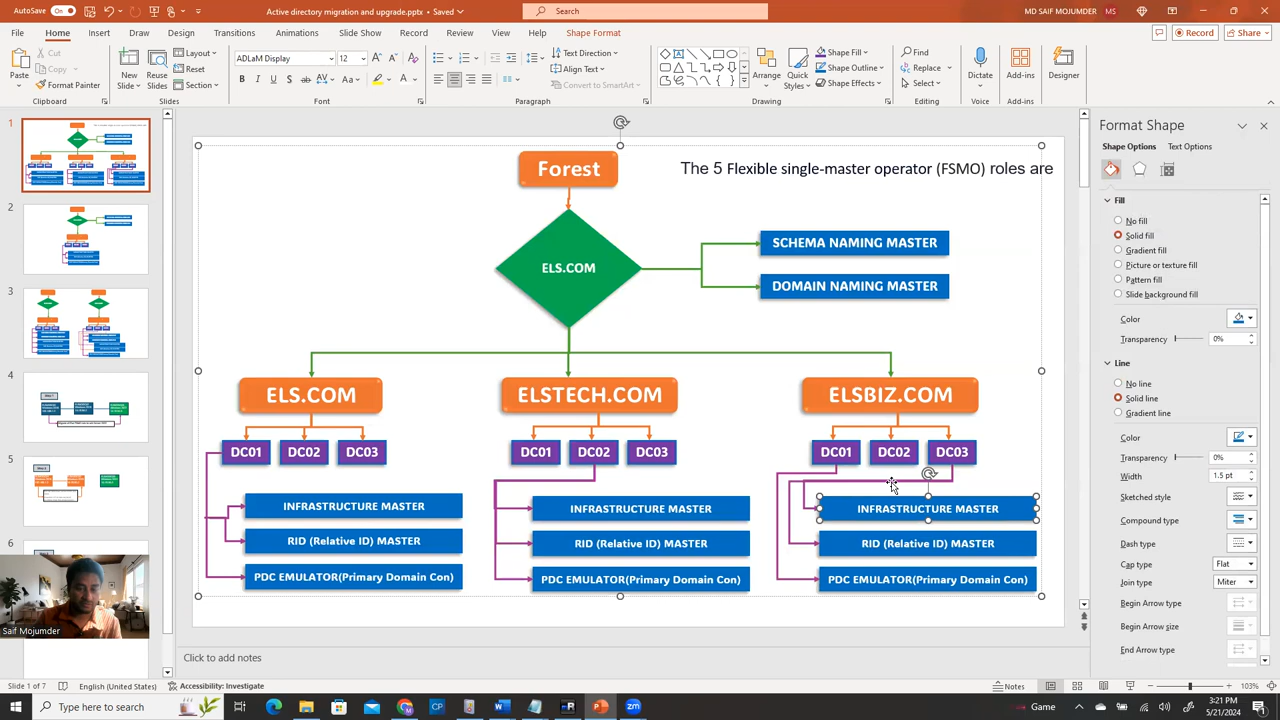 AutoSave
On
Active directory migration and upgrade.pptx • Saved
Search
MD SAIF MOJUMDER
MS
File Home Insert Draw Design Transitions Animations Slide Show Record Review View Help Shape Format
Record
Share
Paste
Cut
Copy
Format Painter
Clipboard
New Slide
Reuse Slides
Layout
Reset
Section
Slides
ADLaM Display 12
Font
Text Direction
Align Text
Convert to SmartArt
Paragraph
Arrange
Quick Styles
Shape Fill
Shape Outline
Shape Effects
Drawing
Find
Replace
Select
Editing
Dictate
Voice
Add-ins
Add-ins
Designer
1
2
3
4
5
6
Forest
The 5 Flexible single-master operator (FSMO) roles are
ELS.COM
SCHEMA NAMING MASTER
DOMAIN NAMING MASTER
ELS.COM
ELSTECH.COM
ELSBIZ.COM
DC01 DC02 DC03
DC01 DC02 DC03
DC01 DC02 DC03
INFRASTRUCTURE MASTER
RID (Relative ID) MASTER
PDC EMULATOR(Primary Domain Con)
INFRASTRUCTURE MASTER
RID (Relative ID) MASTER
PDC EMULATOR(Primary Domain Con)
INFRASTRUCTURE MASTER
RID (Relative ID) MASTER
PDC EMULATOR(Primary Domain Con)
Format Shape
Shape Options Text Options
Fill
No fill
Solid fill
Gradient fill
Picture or texture fill
Pattern fill
Slide background fill
Color
Transparency 0%
Line
No line
Solid line
Gradient line
Color
Transparency 0%
Width 1.5 pt
Sketched style
Compound type
Dash type
Cap type Flat
Join type Miter
Begin Arrow type
Begin Arrow size
End Arrow type
Saif Mojumder
Click to add notes
Slide 1 of 7
English (United States)
Accessibility: Investigate
Notes
103%
Type here to search
Game
3:21 PM
5/21/2024